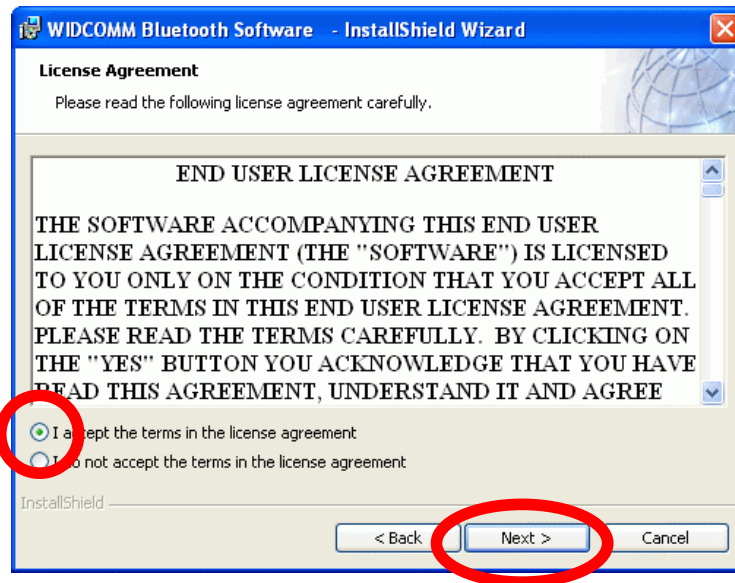 WIDCOMM Bluetooth Software - InstallShield Wizard
License Agreement
Please read the following license agreement carefully.
END USER LICENSE AGREEMENT
THE SOFTWARE ACCOMPANYING THIS END USER
LICENSE AGREEMENT (THE "SOFTWARE") IS LICENSED
TO YOU ONLY ON THE CONDITION THAT YOU ACCEPT ALL
OF THE TERMS IN THIS END USER LICENSE AGREEMENT.
PLEASE READ THE TERMS CAREFULLY. BY CLICKING ON
THE "YES" BUTTON YOU ACKNOWLEDGE THAT YOU HAVE
READ THIS AGREEMENT, UNDERSTAND IT AND AGREE
I accept the terms in the license agreement
I do not accept the terms in the license agreement
InstallShield
< Back Next > Cancel